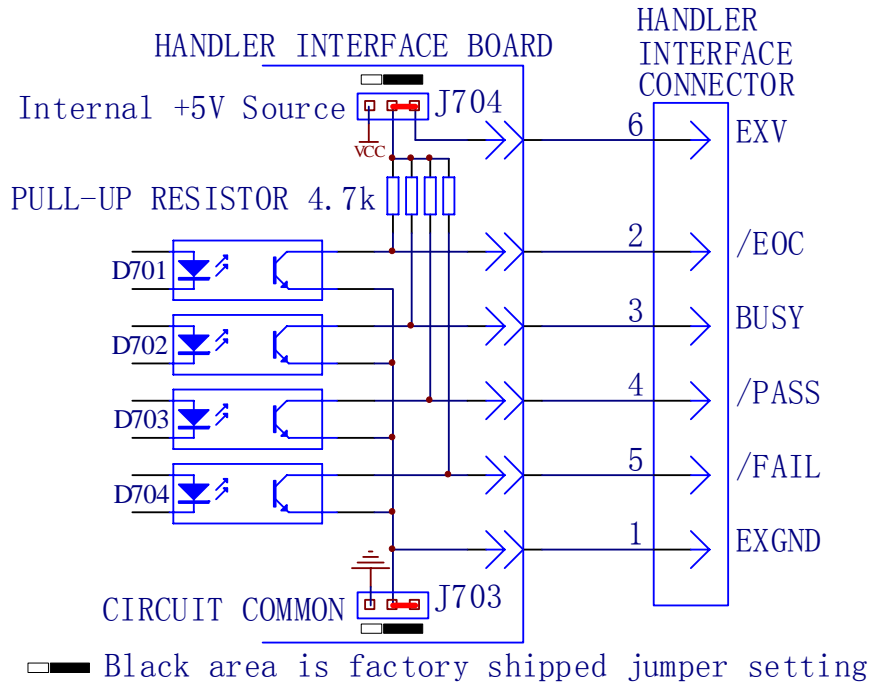 HANDLER
HANDLER INTERFACE BOARD
INTERFACE
CONNECTOR
Internal +5V Source
J704
VCC
6
EXV
PULL-UP RESISTOR 4.7k
2
/EOC
D701
3
BUSY
D702
4
/PASS
D703
5
/FAIL
D704
1
EXGND
CIRCUIT COMMON
J703
Black area is factory shipped jumper setting